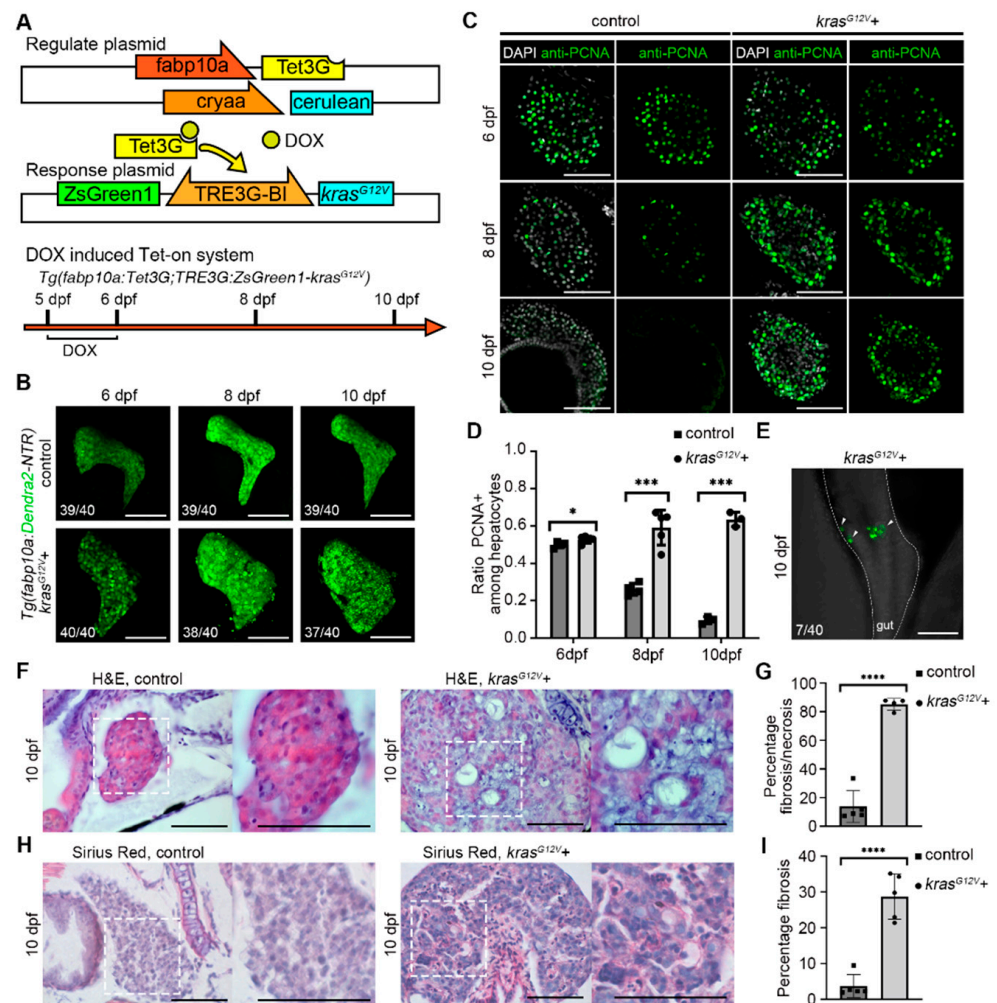 A
Regulate plasmid
fabp10a
Tet3G
cryaa
cerulean
Tet3G
DOX
Response plasmid
ZsGreen1
TRE3G-BI
kras^G12V
DOX induced Tet-on system
Tg(fabp10a:Tet3G;TRE3G:ZsGreen1-kras^G12V)
5 dpf 6 dpf 8 dpf 10 dpf
DOX
B
6 dpf 8 dpf 10 dpf
Tg(fabp10a:Dendra2-NTR)
control
kras^G12V+
39/40 39/40 39/40
40/40 38/40 37/40
C
control kras^G12V+
DAPI anti-PCNA anti-PCNA DAPI anti-PCNA anti-PCNA
6 dpf
8 dpf
10 dpf
D
control
kras^G12V+
Ratio PCNA+
among hepatocytes
1.0
0.8
0.6
0.4
0.2
0.0
* *** ***
6dpf 8dpf 10dpf
E
kras^G12V+
10 dpf
gut
7/40
F
H&E, control H&E, kras^G12V+
10 dpf
G
control
kras^G12V+
Percentage
fibrosis/necrosis
100
80
60
40
20
0
****
H
Sirius Red, control Sirius Red, kras^G12V+
10 dpf
I
control
kras^G12V+
Percentage fibrosis
40
30
20
10
0
****